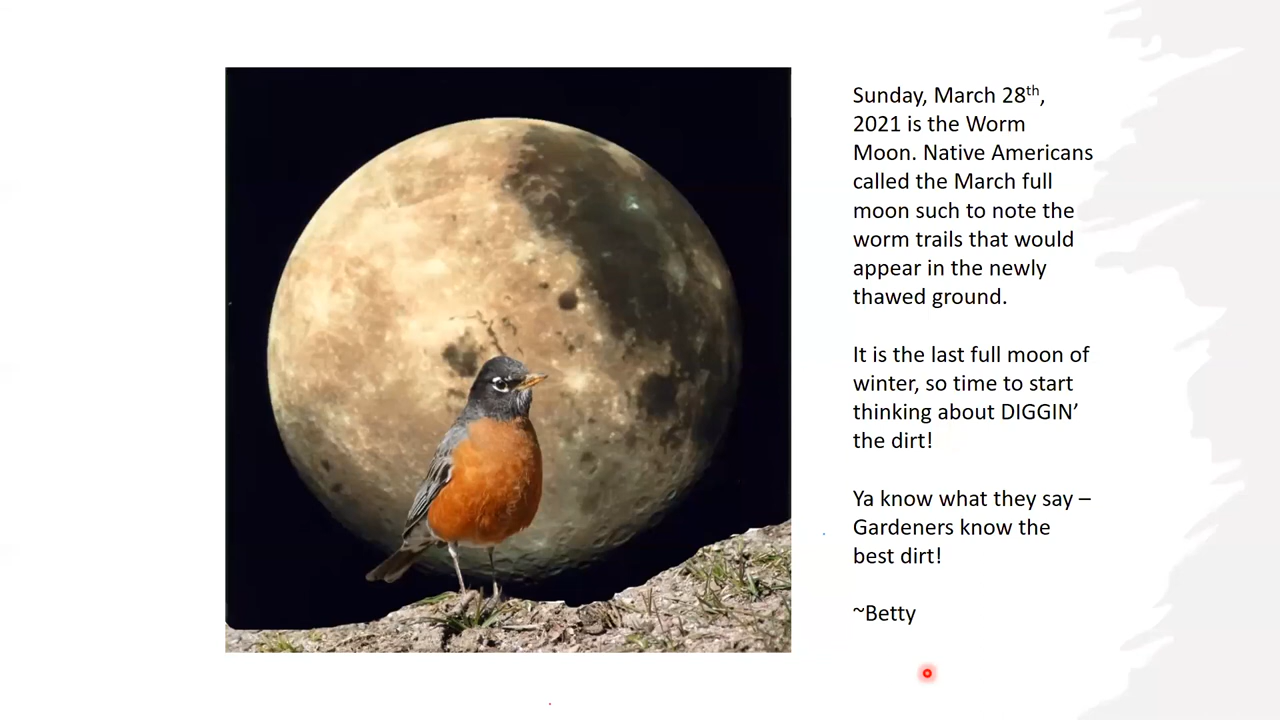 Sunday, March 28th,
2021 is the Worm
Moon. Native Americans
called the March full
moon such to note the
worm trails that would
appear in the newly
thawed ground.
It is the last full moon of
winter, so time to start
thinking about DIGGIN’
the dirt!
Ya know what they say –
Gardeners know the
best dirt!
~Betty